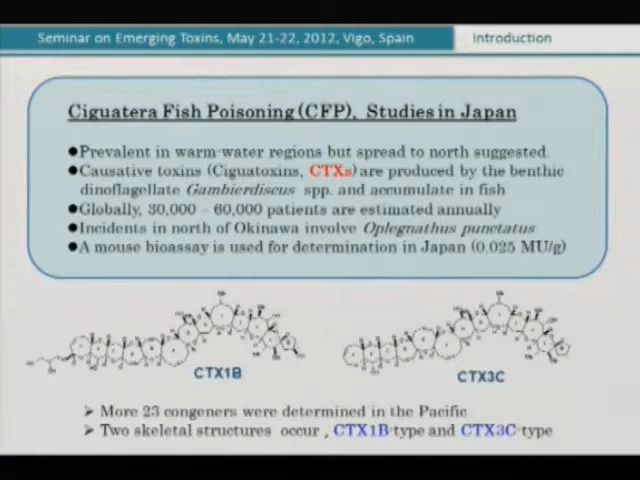 Seminar on Emerging Toxins, May 21-22, 2012, Vigo, Spain
Introduction
Ciguatera Fish Poisoning (CFP), Studies in Japan
●Prevalent in warm-water regions but spread to north suggested.
●Causative toxins (Ciguatoxins, CTXs) are produced by the benthic
dinoflagellate Gambierdiscus spp. and accumulate in fish
●Globally, 30,000 – 60,000 patients are estimated annually
●Incidents in north of Okinawa involve Oplegnathus punctatus
●A mouse bioassay is used for determination in Japan (0.025 MU/g)
CTX1B
CTX3C
➢ More 23 congeners were determined in the Pacific
➢ Two skeletal structures occur , CTX1B-type and CTX3C-type